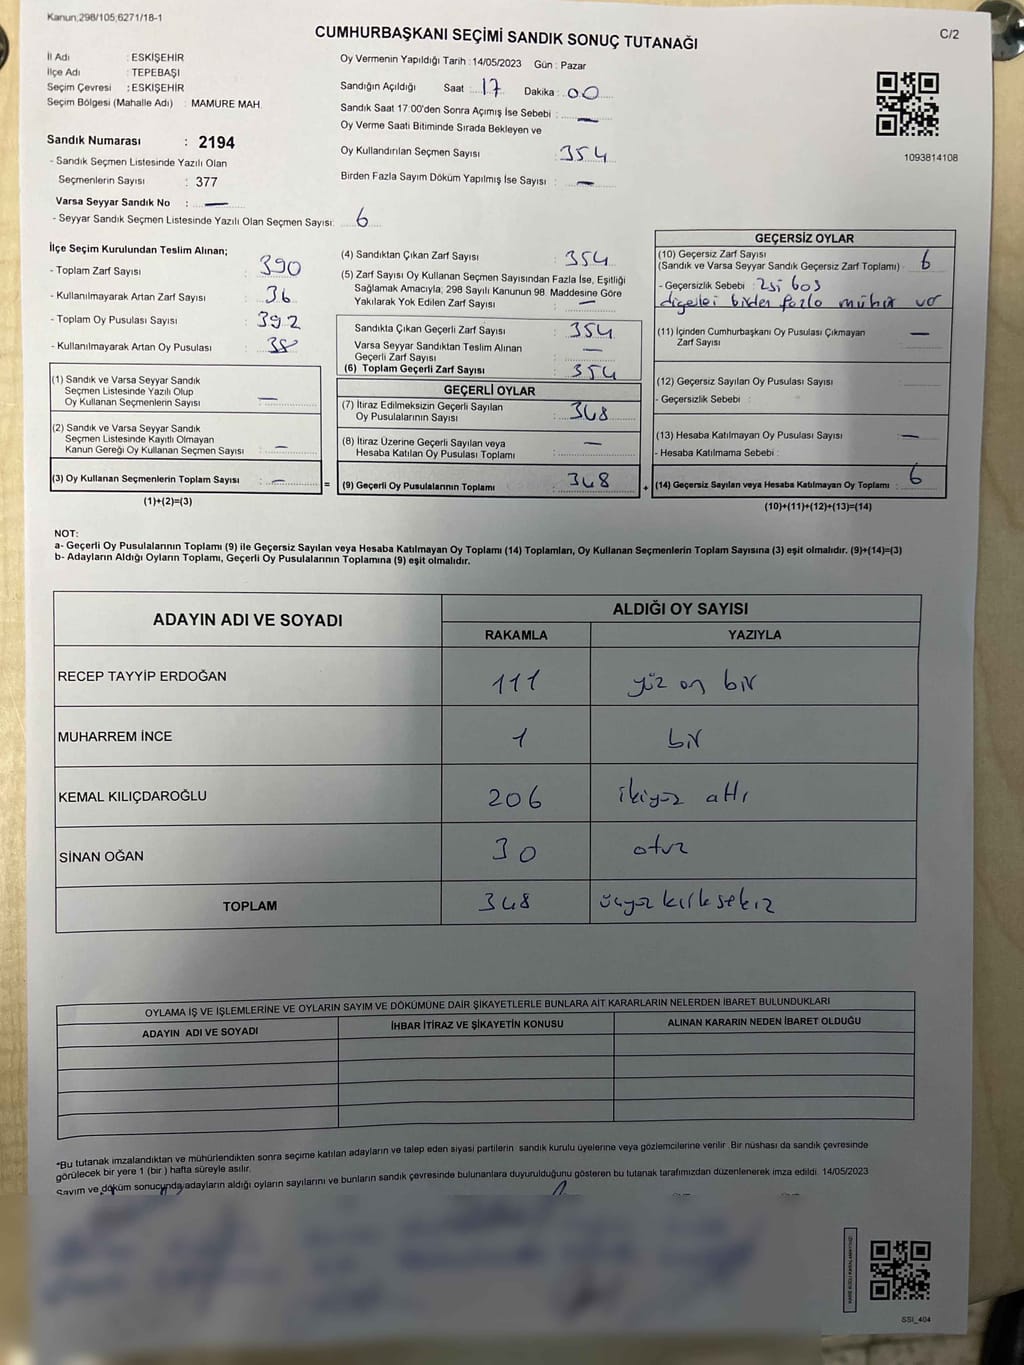 Kanun;298/105;6271/18-1
CUMHURBAŞKANI SEÇİMİ SANDIK SONUÇ TUTANAĞI
C/2
İl Adı : ESKİŞEHİR
İlçe Adı : TEPEBAŞI
Seçim Çevresi : ESKİŞEHİR
Seçim Bölgesi (Mahalle Adı) : MAMURE MAH.
Sandık Numarası : 2194
- Sandık Seçmen Listesinde Yazılı Olan
Seçmenlerin Sayısı : 377
Varsa Seyyar Sandık No : —
- Seyyar Sandık Seçmen Listesinde Yazılı Olan Seçmen Sayısı: 6
Oy Vermenin Yapıldığı Tarih : 14/05/2023 Gün : Pazar
Sandığın Açıldığı Saat : 17 Dakika : 00
Sandık Saat 17:00'den Sonra Açımış İse Sebebi : —
Oy Verme Saati Bitiminde Sırada Bekleyen ve
Oy Kullandırılan Seçmen Sayısı : 354
Birden Fazla Sayım Döküm Yapılmış İse Sayısı : —
1093814108
İlçe Seçim Kurulundan Teslim Alınan;
- Toplam Zarf Sayısı : 390
- Kullanılmayarak Artan Zarf Sayısı : 36
- Toplam Oy Pusulası Sayısı : 392
- Kullanılmayarak Artan Oy Pusulası : 38
(1) Sandık ve Varsa Seyyar Sandık
Seçmen Listesinde Yazılı Olup
Oy Kullanan Seçmenlerin Sayısı : —
(2) Sandık ve Varsa Seyyar Sandık
Seçmen Listesinde Kayıtlı Olmayan
Kanun Gereği Oy Kullanan Seçmen Sayısı : —
(3) Oy Kullanan Seçmenlerin Toplam Sayısı : —
(1)+(2)=(3)
(4) Sandıktan Çıkan Zarf Sayısı : 354
(5) Zarf Sayısı Oy Kullanan Seçmen Sayısından Fazla İse, Eşitliği
Sağlamak Amacıyla; 298 Sayılı Kanunun 98. Maddesine Göre
Yakılarak Yok Edilen Zarf Sayısı : —
Sandıkta Çıkan Geçerli Zarf Sayısı : 354
Varsa Seyyar Sandıktan Teslim Alınan
Geçerli Zarf Sayısı : —
(6) Toplam Geçerli Zarf Sayısı : 354
GEÇERLİ OYLAR
(7) İtiraz Edilmeksizin Geçerli Sayılan
Oy Pusulalarının Sayısı : 348
(8) İtiraz Üzerine Geçerli Sayılan veya
Hesaba Katılan Oy Pusulası Toplamı : —
= (9) Geçerli Oy Pusulalarının Toplamı : 348
GEÇERSİZ OYLAR
(10) Geçersiz Zarf Sayısı
(Sandık ve Varsa Seyyar Sandık Geçersiz Zarf Toplamı) : 6
- Geçersizlik Sebebi : 2si boş
diğerleri birden fazla mühür var
(11) İçinden Cumhurbaşkanı Oy Pusulası Çıkmayan
Zarf Sayısı : —
(12) Geçersiz Sayılan Oy Pusulası Sayısı :
- Geçersizlik Sebebi :
(13) Hesaba Katılmayan Oy Pusulası Sayısı : —
- Hesaba Katılmama Sebebi :
+ (14) Geçersiz Sayılan veya Hesaba Katılmayan Oy Toplamı : 6
(10)+(11)+(12)+(13)=(14)
NOT:
a- Geçerli Oy Pusulalarının Toplamı (9) ile Geçersiz Sayılan veya Hesaba Katılmayan Oy Toplamı (14) Toplamları, Oy Kullanan Seçmenlerin Toplam Sayısına (3) eşit olmalıdır. (9)+(14)=(3)
b- Adayların Aldığı Oyların Toplamı, Geçerli Oy Pusulalarının Toplamına (9) eşit olmalıdır.
ADAYIN ADI VE SOYADI
ALDIĞI OY SAYISI
RAKAMLA YAZIYLA
RECEP TAYYİP ERDOĞAN 111 yüz on bir
MUHARREM İNCE 1 bir
KEMAL KILIÇDAROĞLU 206 ikiyüz altı
SİNAN OĞAN 30 otuz
TOPLAM 348 üçyüz kırksekiz
OYLAMA İŞ VE İŞLEMLERİNE VE OYLARIN SAYIM VE DÖKÜMÜNE DAİR ŞİKAYETLERLE BUNLARA AİT KARARLARIN NELERDEN İBARET BULUNDUKLARI
ADAYIN ADI VE SOYADI İHBAR İTİRAZ VE ŞİKAYETİN KONUSU ALINAN KARARIN NEDEN İBARET OLDUĞU
*Bu tutanak imzalandıktan ve mühürlendikten sonra seçime katılan adayların ve talep eden siyasi partilerin sandık kurulu üyelerine veya gözlemcilerine verilir. Bir nüshası da sandık çevresinde
görülecek bir yere 1 (bir ) hafta süreyle asılır.
Sayım ve döküm sonucunda adayların aldığı oyların sayılarını ve bunların sandık çevresinde bulunanlara duyurulduğunu gösteren bu tutanak tarafımızdan düzenlenerek imza edildi. 14/05/2023
SSI_404